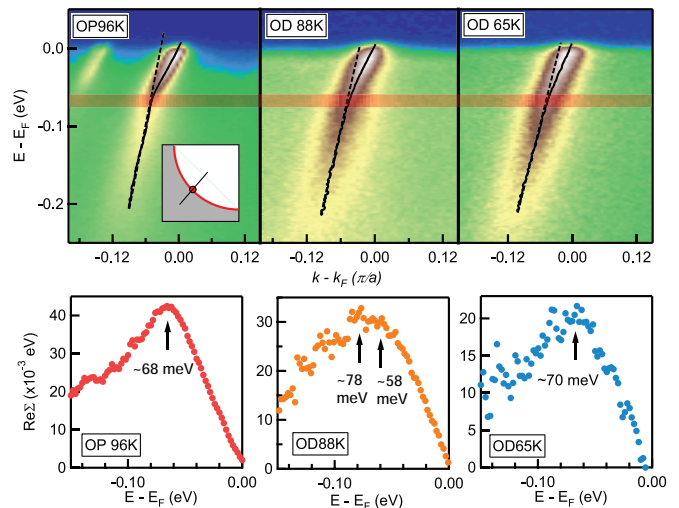 OP96K
OD 88K
OD 65K
E - E_F (eV)
0.0
-0.1
-0.2
-0.12
0.00
0.12
-0.12
0.00
0.12
-0.12
0.00
0.12
k - k_F (π/a)
ReΣ (x10⁻³ eV)
40
30
20
10
0
~68 meV
OP 96K
-0.10
0.00
E - E_F (eV)
30
20
10
0
~78
meV
~58
meV
OD88K
-0.10
0.00
E - E_F (eV)
20
15
10
5
0
~70 meV
OD65K
-0.10
0.00
E - E_F (eV)